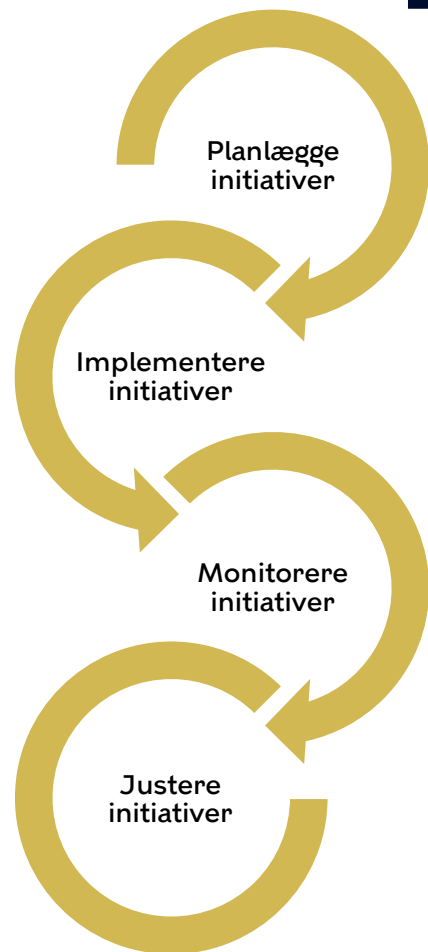 Planlægge
initiativer
Implementere
initiativer
Monitorere
initiativer
Justere
initiativer